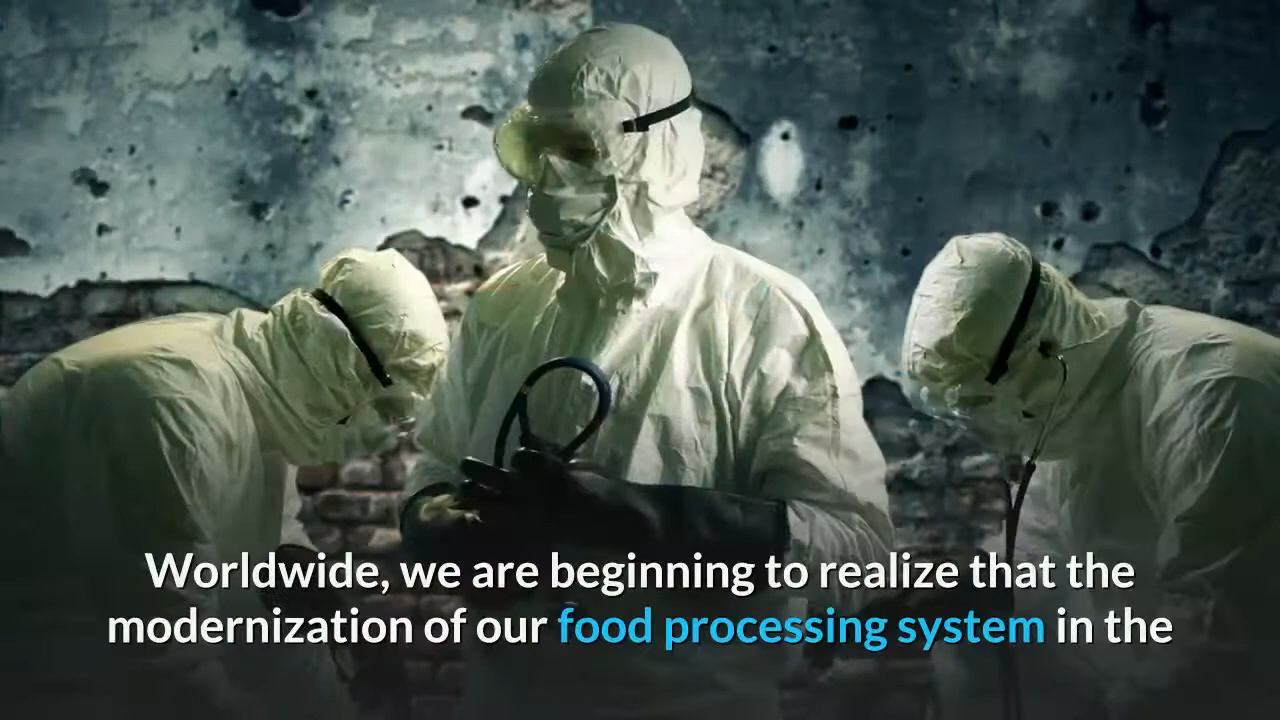 Worldwide, we are beginning to realize that the
modernization of our food processing system in the